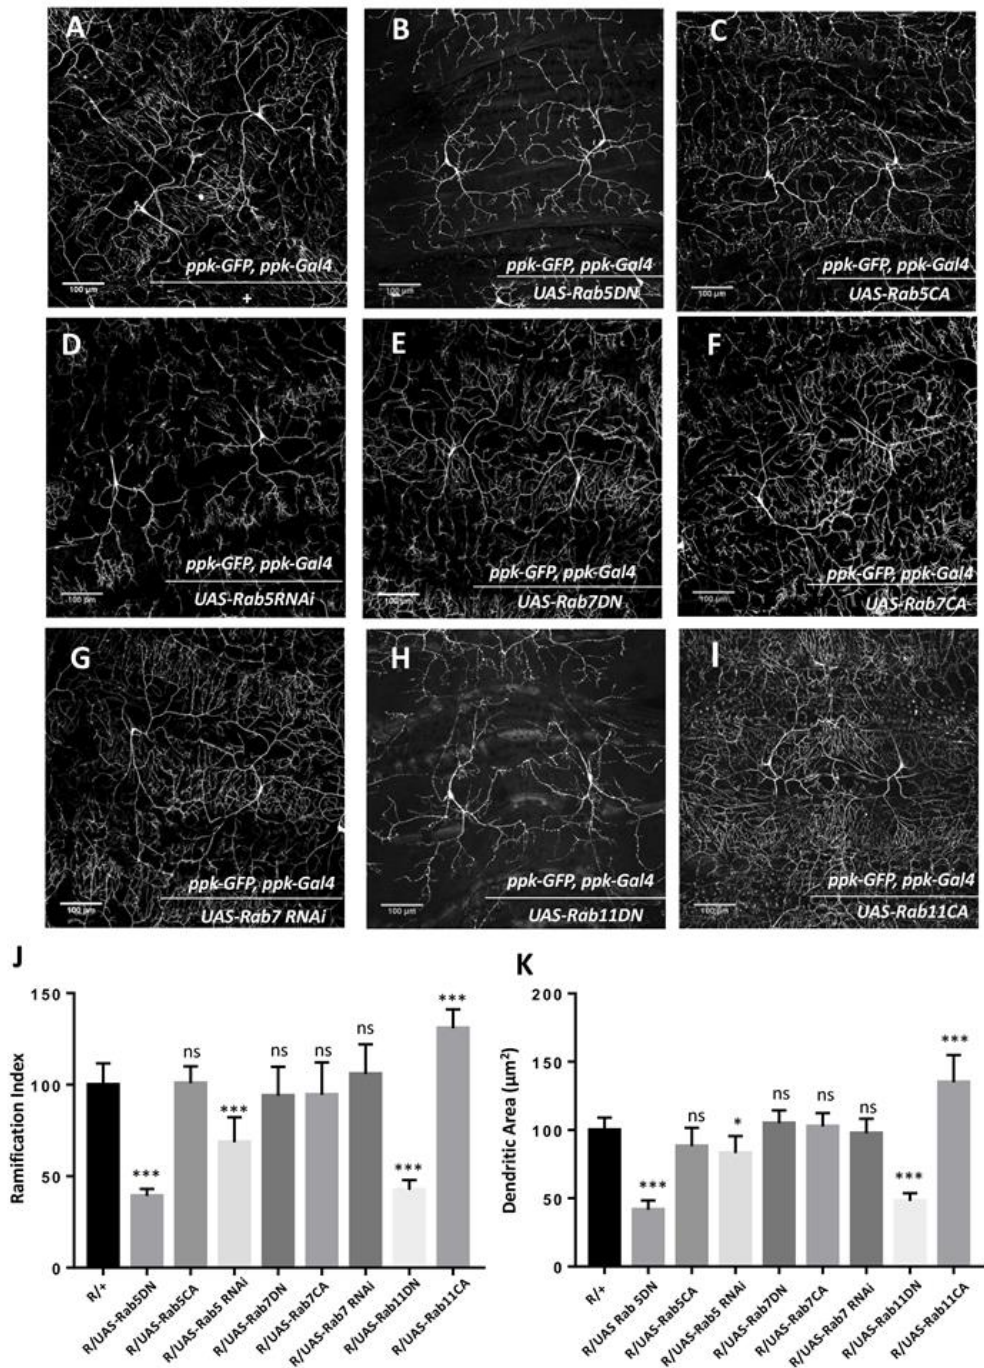 A
B
C
ppk-GFP, ppk-Gal4
+
100 µm
ppk-GFP, ppk-Gal4
UAS-Rab5DN
100 µm
ppk-GFP, ppk-Gal4
UAS-Rab5CA
100 µm
D
E
F
ppk-GFP, ppk-Gal4
UAS-Rab5RNAi
100 µm
ppk-GFP, ppk-Gal4
UAS-Rab7DN
100 µm
ppk-GFP, ppk-Gal4
UAS-Rab7CA
100 µm
G
H
I
ppk-GFP, ppk-Gal4
UAS-Rab7 RNAi
100 µm
ppk-GFP, ppk-Gal4
UAS-Rab11DN
100 µm
ppk-GFP, ppk-Gal4
UAS-Rab11CA
100 µm
J
Ramification Index
150
100
50
0
***
ns
***
ns
ns
ns
***
***
R/+
R/UAS-Rab5DN
R/UAS-Rab5CA
R/UAS-Rab5 RNAi
R/UAS-Rab7DN
R/UAS-Rab7CA
R/UAS-Rab7 RNAi
R/UAS-Rab11DN
R/UAS-Rab11CA
K
Dendritic Area (µm²)
200
150
100
50
0
***
ns
*
ns
ns
ns
***
***
R/+
R/UAS Rab 5DN
R/UAS-Rab5CA
R/UAS-Rab5 RNAi
R/UAS-Rab7DN
R/UAS-Rab7CA
R/UAS-Rab7 RNAi
R/UAS-Rab11DN
R/UAS-Rab11CA